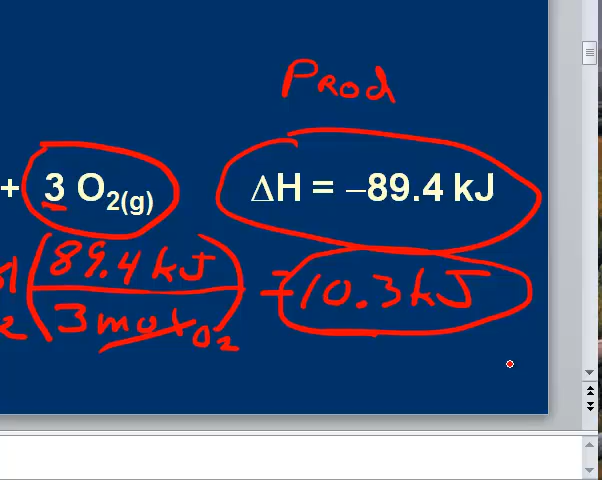 Prod
+ 3 O2(g) ΔH = –89.4 kJ
(89.4 kJ / 3 mol O2) = 10.3 kJ